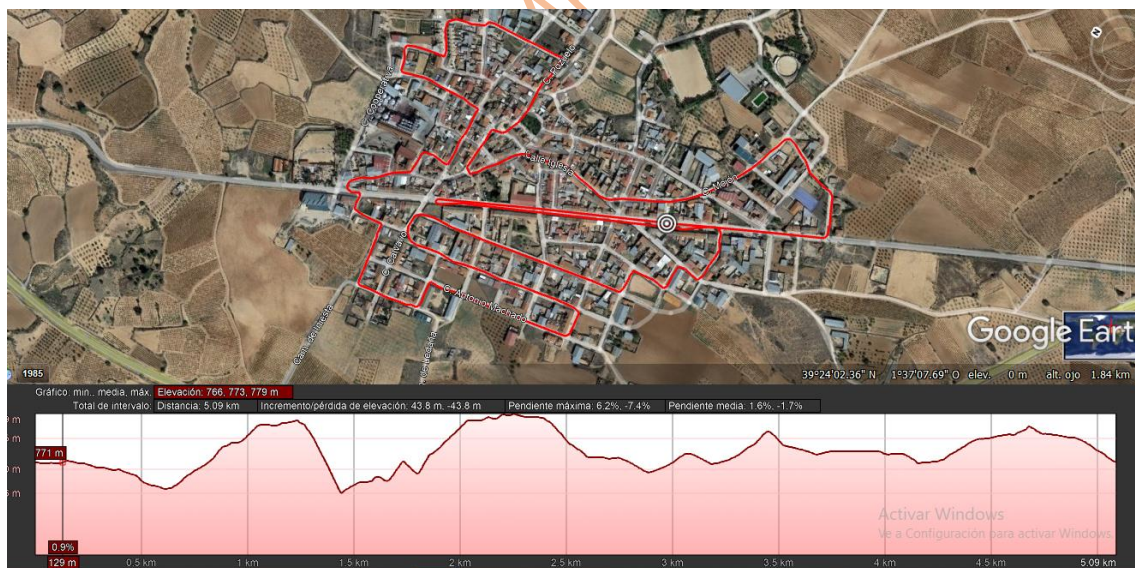 N
C. Pozuelo
C. Cooperativa
Calle Iglesia
C. Mojón
C. Calvario
C. Antonio Machado
Google Eart
1985
39°24'02.36" N 1°37'07.69" O elev. 0 m alt. ojo 1.84 km
Gráfico: min., media, máx. Elevación: 766, 773, 779 m
Total de intervalo: Distancia: 5.09 km Incremento/pérdida de elevación: 43.8 m, -43.8 m Pendiente máxima: 6.2%, -7.4% Pendiente media: 1.6%, -1.7%
771 m
Activar Windows
Ve a Configuración para activar Windows.
0.9%
129 m 0.5 km 1 km 1.5 km 2 km 2.5 km 3 km 3.5 km 4 km 4.5 km 5.09 km